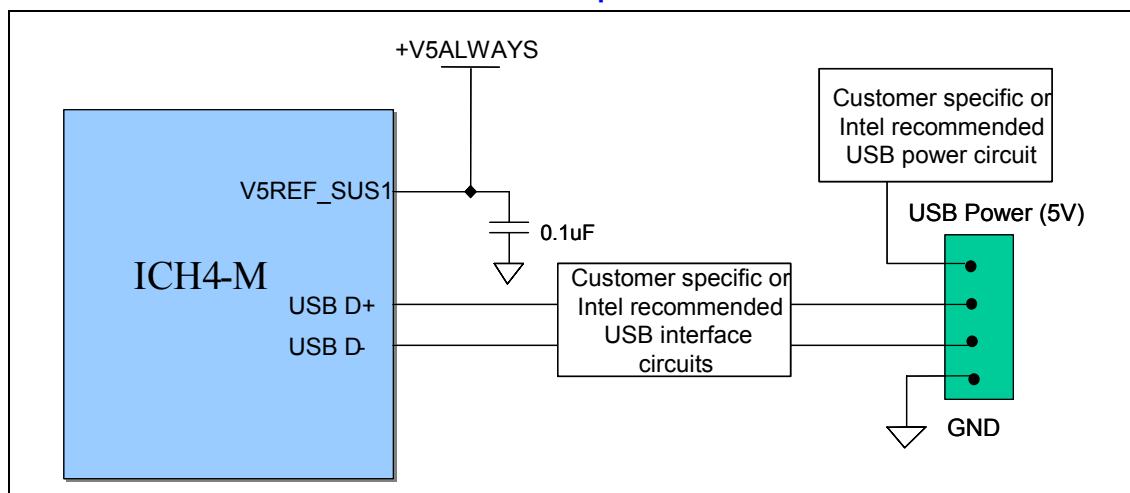 +V5ALWAYS
Customer specific or
Intel recommended
USB power circuit
V5REF_SUS1
USB Power (5V)
0.1uF
ICH4-M
Customer specific or
Intel recommended
USB interface
circuits
USB D+
USB D-
GND